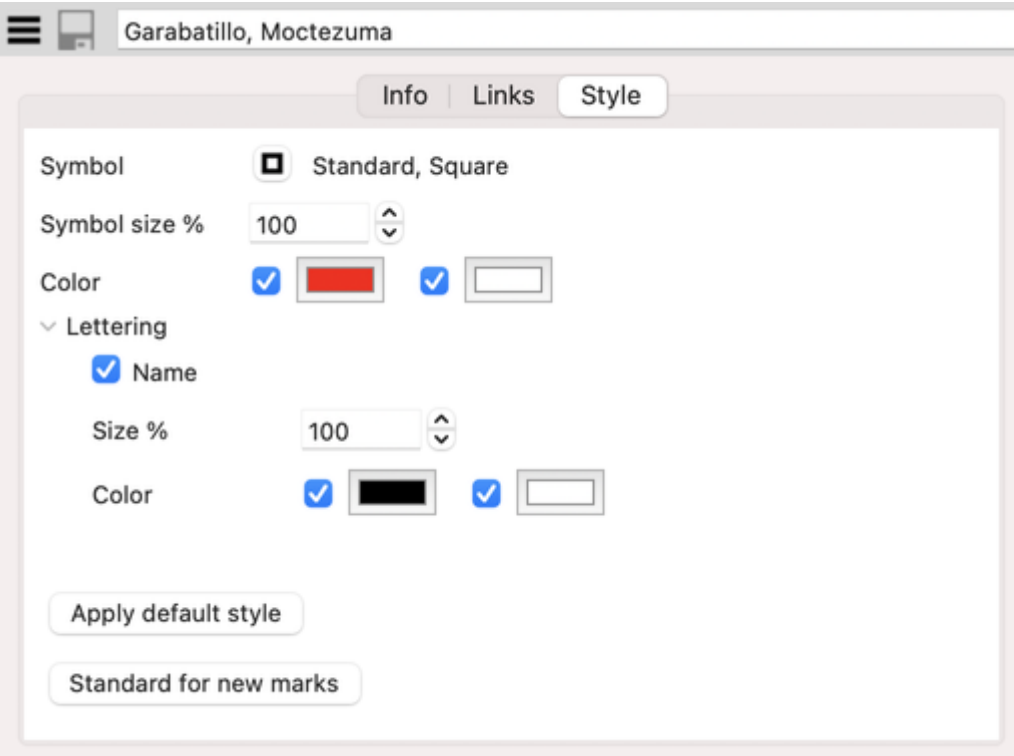 Garabatillo, Moctezuma
Info Links Style
Symbol Standard, Square
Symbol size % 100
Color
Lettering
Name
Size % 100
Color
Apply default style
Standard for new marks